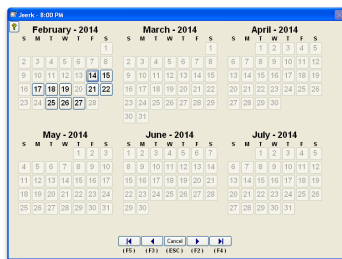 Jeerk - 8:00 PM
?
February - 2014
S M T W T F S
1
2 3 4 5 6 7 8
9 10 11 12 13 14 15
16 17 18 19 20 21 22
23 24 25 26 27 28
March - 2014
S M T W T F S
1
2 3 4 5 6 7 8
9 10 11 12 13 14 15
16 17 18 19 20 21 22
23 24 25 26 27 28 29
30 31
April - 2014
S M T W T F S
1 2 3 4 5
6 7 8 9 10 11 12
13 14 15 16 17 18 19
20 21 22 23 24 25 26
27 28 29 30
May - 2014
S M T W T F S
1 2 3
4 5 6 7 8 9 10
11 12 13 14 15 16 17
18 19 20 21 22 23 24
25 26 27 28 29 30 31
June - 2014
S M T W T F S
1 2 3 4 5 6 7
8 9 10 11 12 13 14
15 16 17 18 19 20 21
22 23 24 25 26 27 28
29 30
July - 2014
S M T W T F S
1 2 3 4 5
6 7 8 9 10 11 12
13 14 15 16 17 18 19
20 21 22 23 24 25 26
27 28 29 30 31
Cancel
(F5) (F3) (ESC) (F2) (F4)